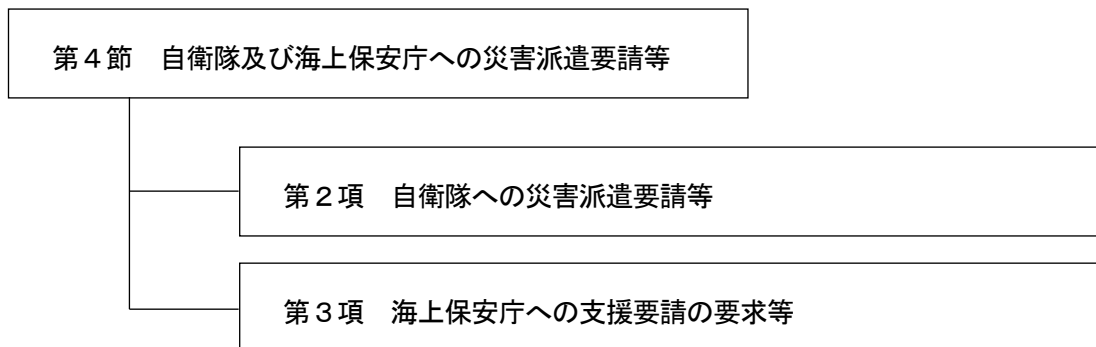 第４節　自衛隊及び海上保安庁への災害派遣要請等
第２項　自衛隊への災害派遣要請等
第３項　海上保安庁への支援要請の要求等